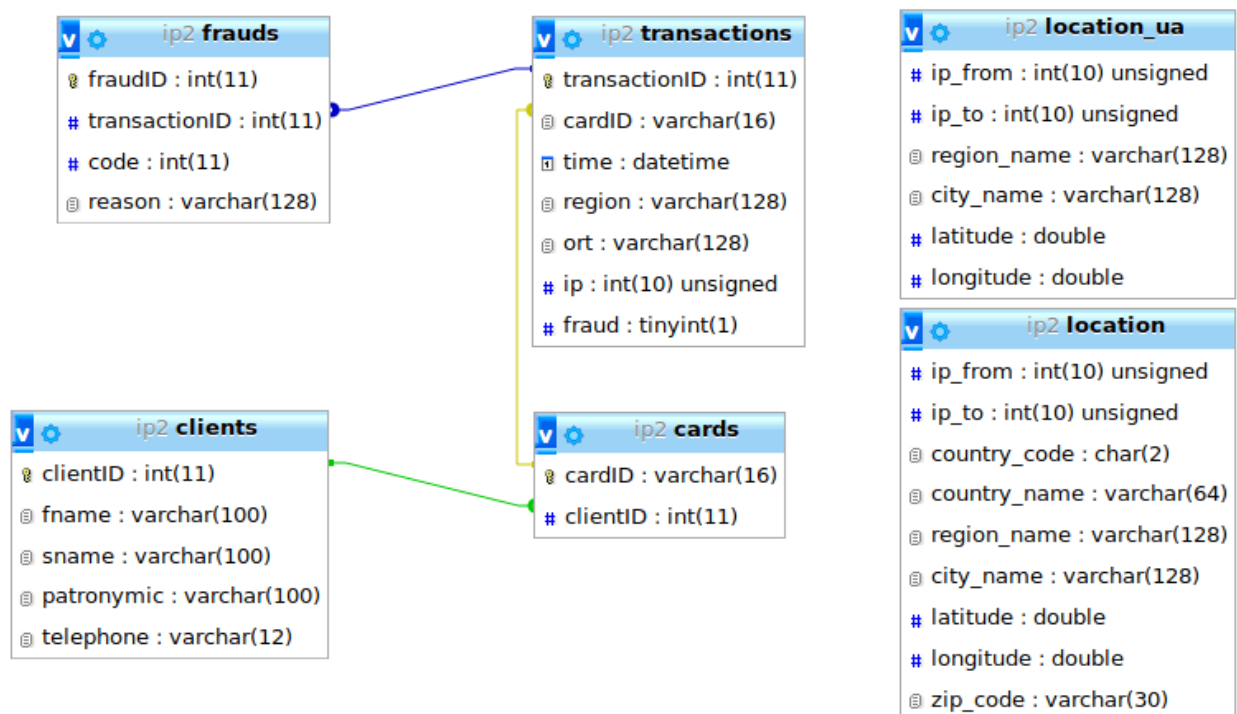 ip2 frauds
fraudID : int(11)
transactionID : int(11)
code : int(11)
reason : varchar(128)
ip2 transactions
transactionID : int(11)
cardID : varchar(16)
time : datetime
region : varchar(128)
ort : varchar(128)
ip : int(10) unsigned
fraud : tinyint(1)
ip2 location_ua
ip_from : int(10) unsigned
ip_to : int(10) unsigned
region_name : varchar(128)
city_name : varchar(128)
latitude : double
longitude : double
ip2 clients
clientID : int(11)
fname : varchar(100)
sname : varchar(100)
patronymic : varchar(100)
telephone : varchar(12)
ip2 cards
cardID : varchar(16)
clientID : int(11)
ip2 location
ip_from : int(10) unsigned
ip_to : int(10) unsigned
country_code : char(2)
country_name : varchar(64)
region_name : varchar(128)
city_name : varchar(128)
latitude : double
longitude : double
zip_code : varchar(30)